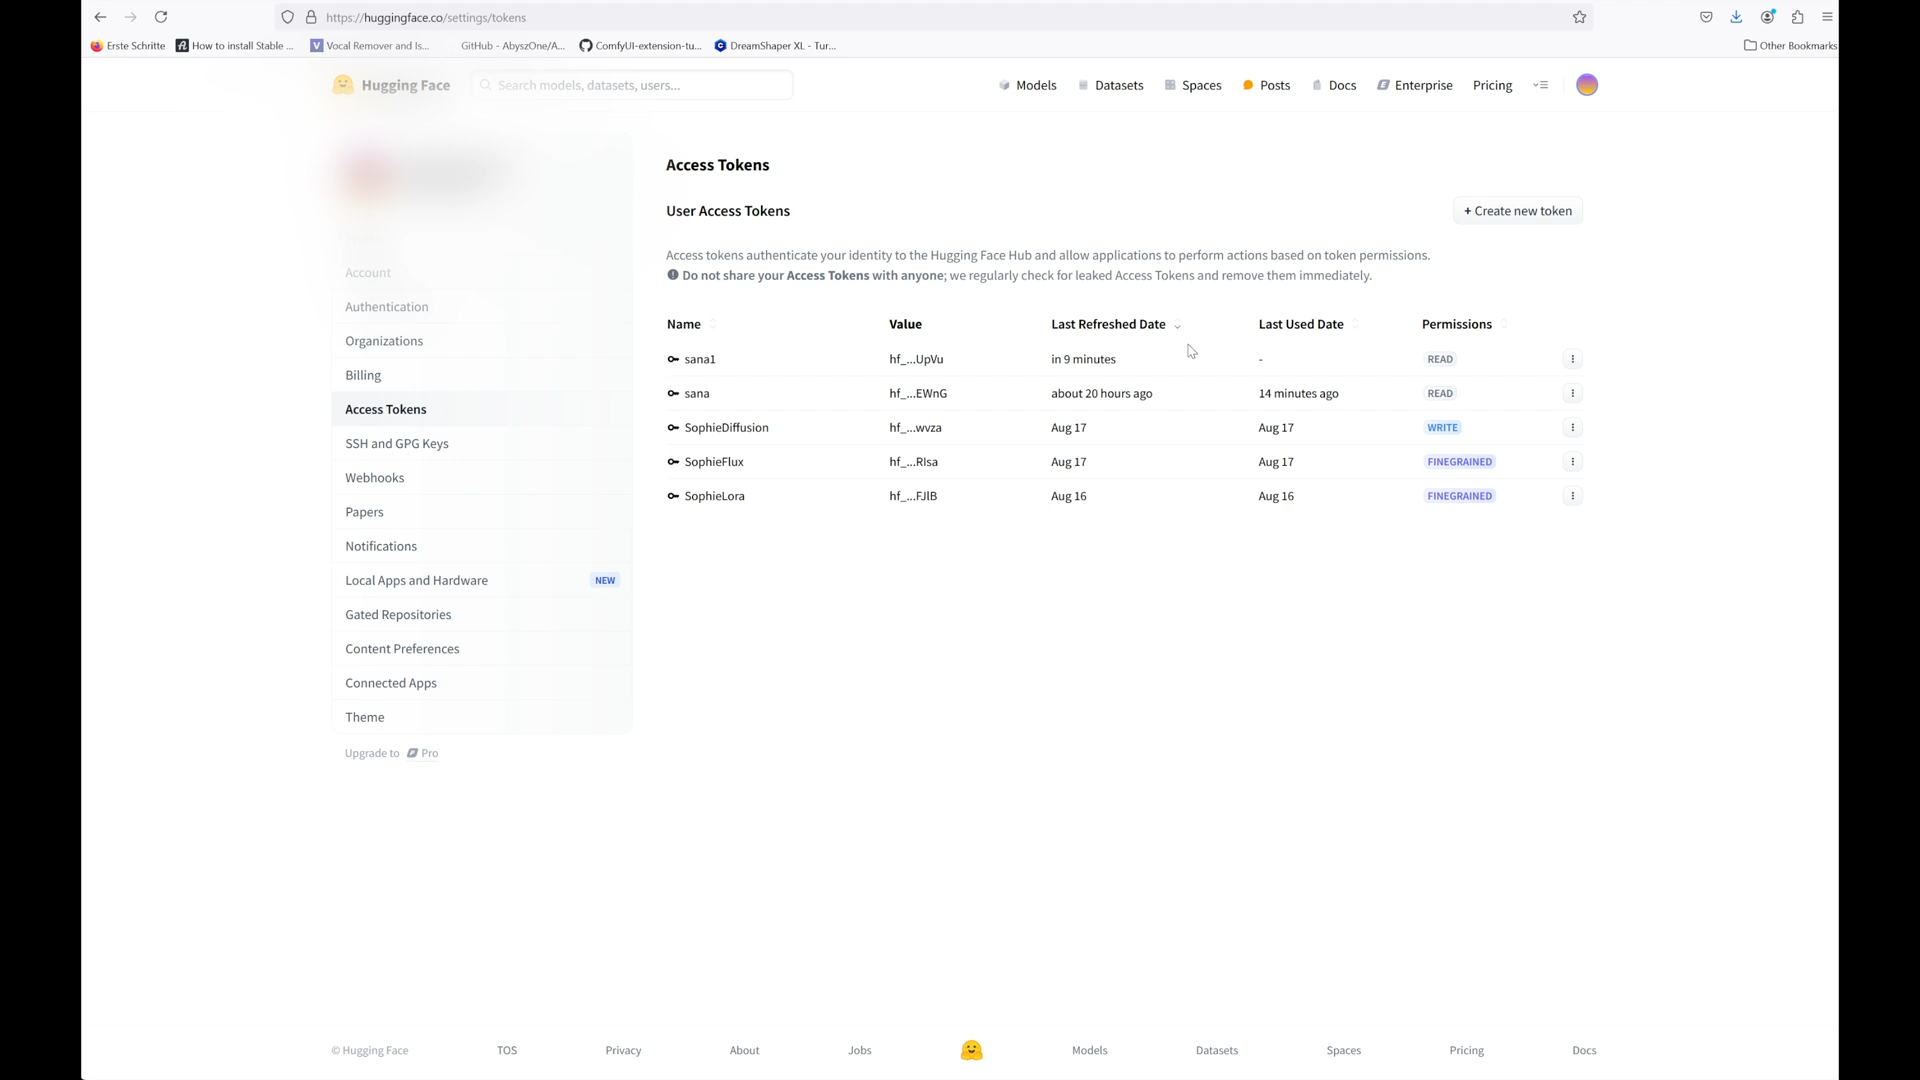 https://huggingface.co/settings/tokens
Erste Schritte
How to install Stable ...
Vocal Remover and Is...
GitHub - AbyszOne/A...
ComfyUI-extension-tu...
DreamShaper XL - Tur...
Other Bookmarks
Hugging Face
Search models, datasets, users...
Models
Datasets
Spaces
Posts
Docs
Enterprise
Pricing
Account
Authentication
Organizations
Billing
Access Tokens
SSH and GPG Keys
Webhooks
Papers
Notifications
Local Apps and Hardware NEW
Gated Repositories
Content Preferences
Connected Apps
Theme
Upgrade to Pro
Access Tokens
User Access Tokens
+ Create new token
Access tokens authenticate your identity to the Hugging Face Hub and allow applications to perform actions based on token permissions.
Do not share your Access Tokens with anyone; we regularly check for leaked Access Tokens and remove them immediately.
Name Value Last Refreshed Date Last Used Date Permissions
sana1 hf_...UpVu in 9 minutes - READ
sana hf_...EWnG about 20 hours ago 14 minutes ago READ
SophieDiffusion hf_...wvza Aug 17 Aug 17 WRITE
SophieFlux hf_...RIsa Aug 17 Aug 17 FINEGRAINED
SophieLora hf_...FJlB Aug 16 Aug 16 FINEGRAINED
© Hugging Face
TOS
Privacy
About
Jobs
Models
Datasets
Spaces
Pricing
Docs